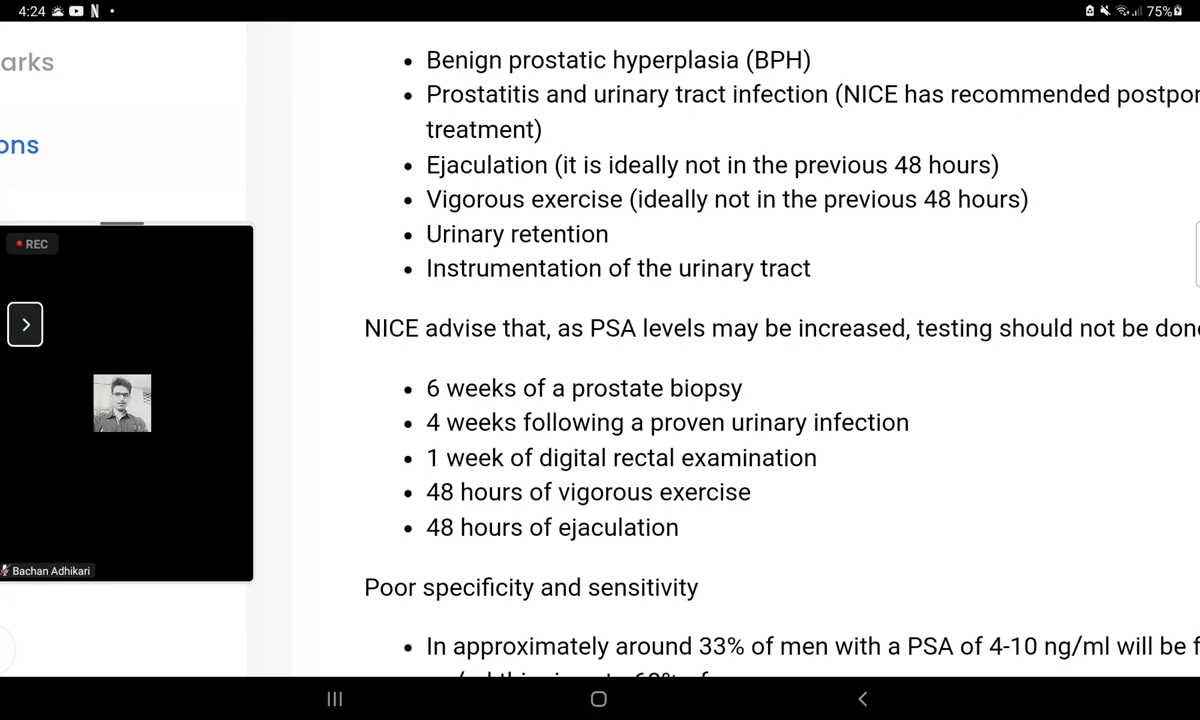 4:24
75%
arks
ons
REC
Bachan Adhikari
Benign prostatic hyperplasia (BPH)
Prostatitis and urinary tract infection (NICE has recommended postpor
treatment)
Ejaculation (it is ideally not in the previous 48 hours)
Vigorous exercise (ideally not in the previous 48 hours)
Urinary retention
Instrumentation of the urinary tract
NICE advise that, as PSA levels may be increased, testing should not be done
6 weeks of a prostate biopsy
4 weeks following a proven urinary infection
1 week of digital rectal examination
48 hours of vigorous exercise
48 hours of ejaculation
Poor specificity and sensitivity
In approximately around 33% of men with a PSA of 4-10 ng/ml will be f